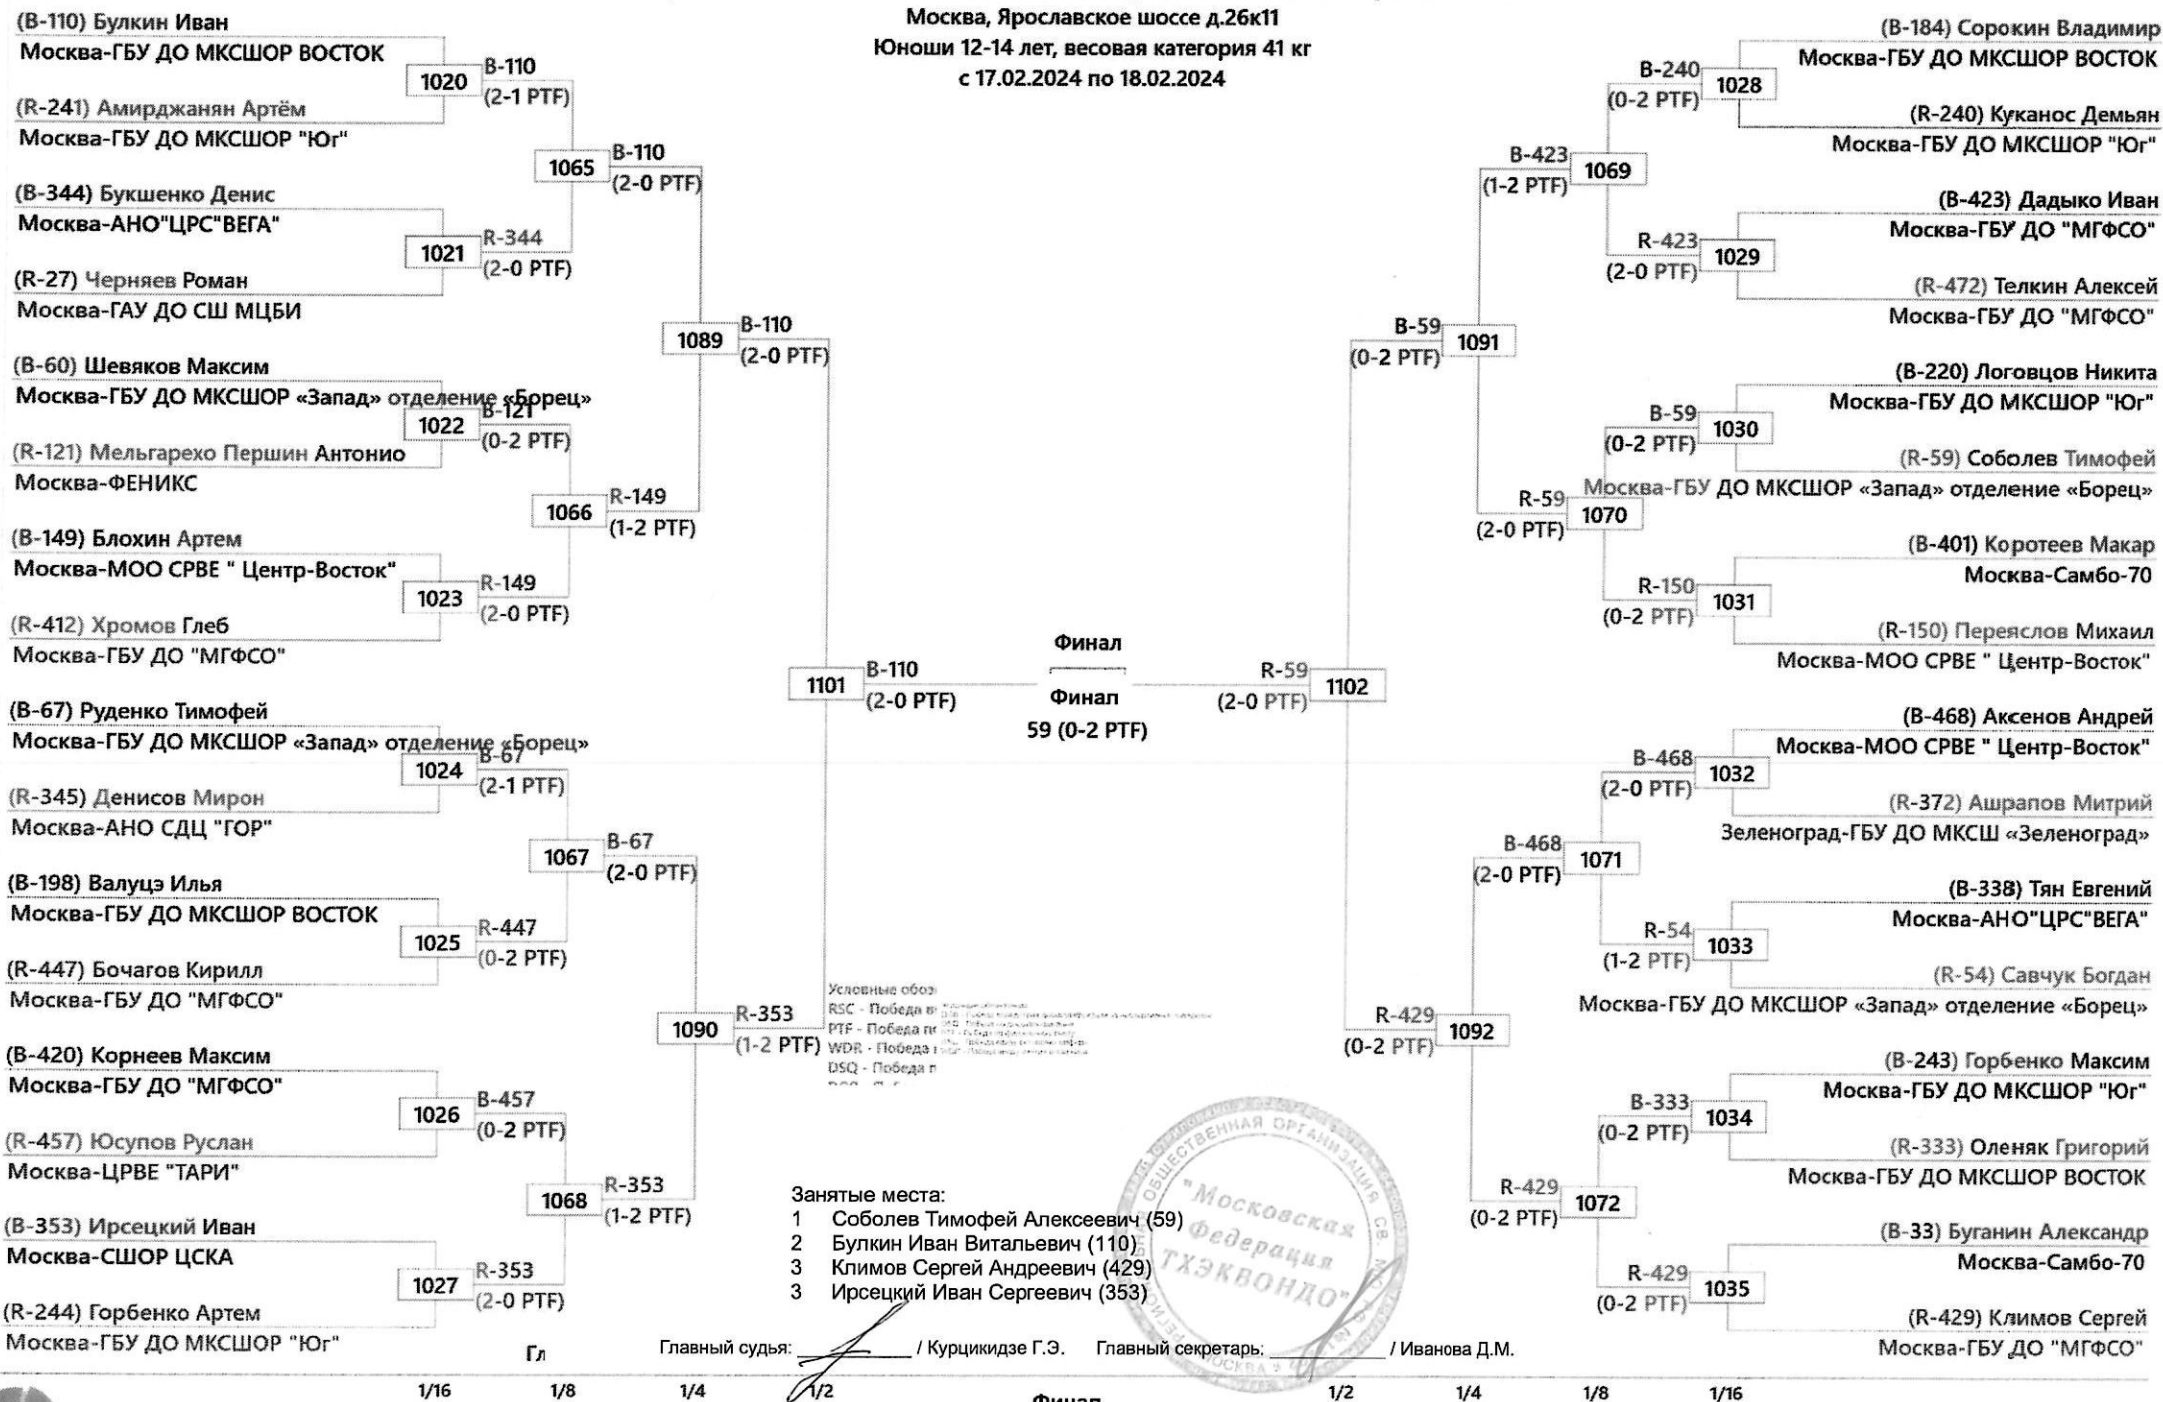 Москва, Ярославское шоссе д.26к11
Юноши 12-14 лет, весовая категория 41 кг
с 17.02.2024 по 18.02.2024
(B-110) Булкин Иван
Москва-ГБУ ДО МКСШОР ВОСТОК
1020
B-110
(2-1 PTF)
(R-241) Амирджанян Артём
Москва-ГБУ ДО МКСШОР "Юг"
1065
B-110
(2-0 PTF)
(B-344) Букшенко Денис
Москва-АНО"ЦРС"ВЕГА"
1021
R-344
(2-0 PTF)
(R-27) Черняев Роман
Москва-ГАУ ДО СШ МЦБИ
1089
B-110
(2-0 PTF)
(B-60) Шевяков Максим
Москва-ГБУ ДО МКСШОР «Запад» отделение «Борец»
1022
B-121
(0-2 PTF)
(R-121) Мельгарехо Першин Антонио
Москва-ФЕНИКС
1066
R-149
(1-2 PTF)
(B-149) Блохин Артем
Москва-МОО СРВЕ " Центр-Восток"
1023
R-149
(2-0 PTF)
(R-412) Хромов Глеб
Москва-ГБУ ДО "МГФСО"
1101
B-110
(2-0 PTF)
(B-67) Руденко Тимофей
Москва-ГБУ ДО МКСШОР «Запад» отделение «Борец»
1024
B-67
(2-1 PTF)
(R-345) Денисов Мирон
Москва-АНО СДЦ "ГОР"
1067
B-67
(2-0 PTF)
(B-198) Валуцэ Илья
Москва-ГБУ ДО МКСШОР ВОСТОК
1025
R-447
(0-2 PTF)
(R-447) Бочагов Кирилл
Москва-ГБУ ДО "МГФСО"
1090
R-353
(1-2 PTF)
(B-420) Корнеев Максим
Москва-ГБУ ДО "МГФСО"
1026
B-457
(0-2 PTF)
(R-457) Юсупов Руслан
Москва-ЦРВЕ "ТАРИ"
1068
R-353
(1-2 PTF)
(B-353) Ирсецкий Иван
Москва-СШОР ЦСКА
1027
R-353
(2-0 PTF)
(R-244) Горбенко Артем
Москва-ГБУ ДО МКСШОР "Юг"
Финал
Финал
59 (0-2 PTF)
(B-184) Сорокин Владимир
Москва-ГБУ ДО МКСШОР ВОСТОК
B-240
(0-2 PTF)
1028
(R-240) Куканос Демьян
Москва-ГБУ ДО МКСШОР "Юг"
B-423
(1-2 PTF)
1069
(B-423) Дадыко Иван
Москва-ГБУ ДО "МГФСО"
R-423
(2-0 PTF)
1029
(R-472) Телкин Алексей
Москва-ГБУ ДО "МГФСО"
B-59
(0-2 PTF)
1091
(B-220) Логовцов Никита
Москва-ГБУ ДО МКСШОР "Юг"
B-59
(0-2 PTF)
1030
(R-59) Соболев Тимофей
Москва-ГБУ ДО МКСШОР «Запад» отделение «Борец»
R-59
(2-0 PTF)
1070
(B-401) Коротеев Макар
Москва-Самбо-70
R-150
(0-2 PTF)
1031
(R-150) Переяслов Михаил
Москва-МОО СРВЕ " Центр-Восток"
R-59
(2-0 PTF)
1102
(B-468) Аксенов Андрей
Москва-МОО СРВЕ " Центр-Восток"
B-468
(2-0 PTF)
1032
(R-372) Ашрапов Митрий
Зеленоград-ГБУ ДО МКСШ «Зеленоград»
B-468
(2-0 PTF)
1071
(B-338) Тян Евгений
Москва-АНО"ЦРС"ВЕГА"
R-54
(1-2 PTF)
1033
(R-54) Савчук Богдан
Москва-ГБУ ДО МКСШОР «Запад» отделение «Борец»
R-429
(0-2 PTF)
1092
(B-243) Горбенко Максим
Москва-ГБУ ДО МКСШОР "Юг"
B-333
(0-2 PTF)
1034
(R-333) Оленяк Григорий
Москва-ГБУ ДО МКСШОР ВОСТОК
R-429
(0-2 PTF)
1072
(B-33) Буганин Александр
Москва-Самбо-70
R-429
(0-2 PTF)
1035
(R-429) Климов Сергей
Москва-ГБУ ДО "МГФСО"
Условные обоз
RSC - Победа
PTF - Победа
WDR - Победа
DSQ - Победа
Занятые места:
1 Соболев Тимофей Алексеевич (59)
2 Булкин Иван Витальевич (110)
3 Климов Сергей Андреевич (429)
3 Ирсецкий Иван Сергеевич (353)
ОБЩЕСТВЕННАЯ ОРГАНИЗАЦИЯ
"Московская
Федерация
ТХЭКВОНДО"
МОСКВА
Гл
Главный судья: / Курцикидзе Г.Э. Главный секретарь: / Иванова Д.М.
1/16 1/8 1/4 1/2 Финал 1/2 1/4 1/8 1/16